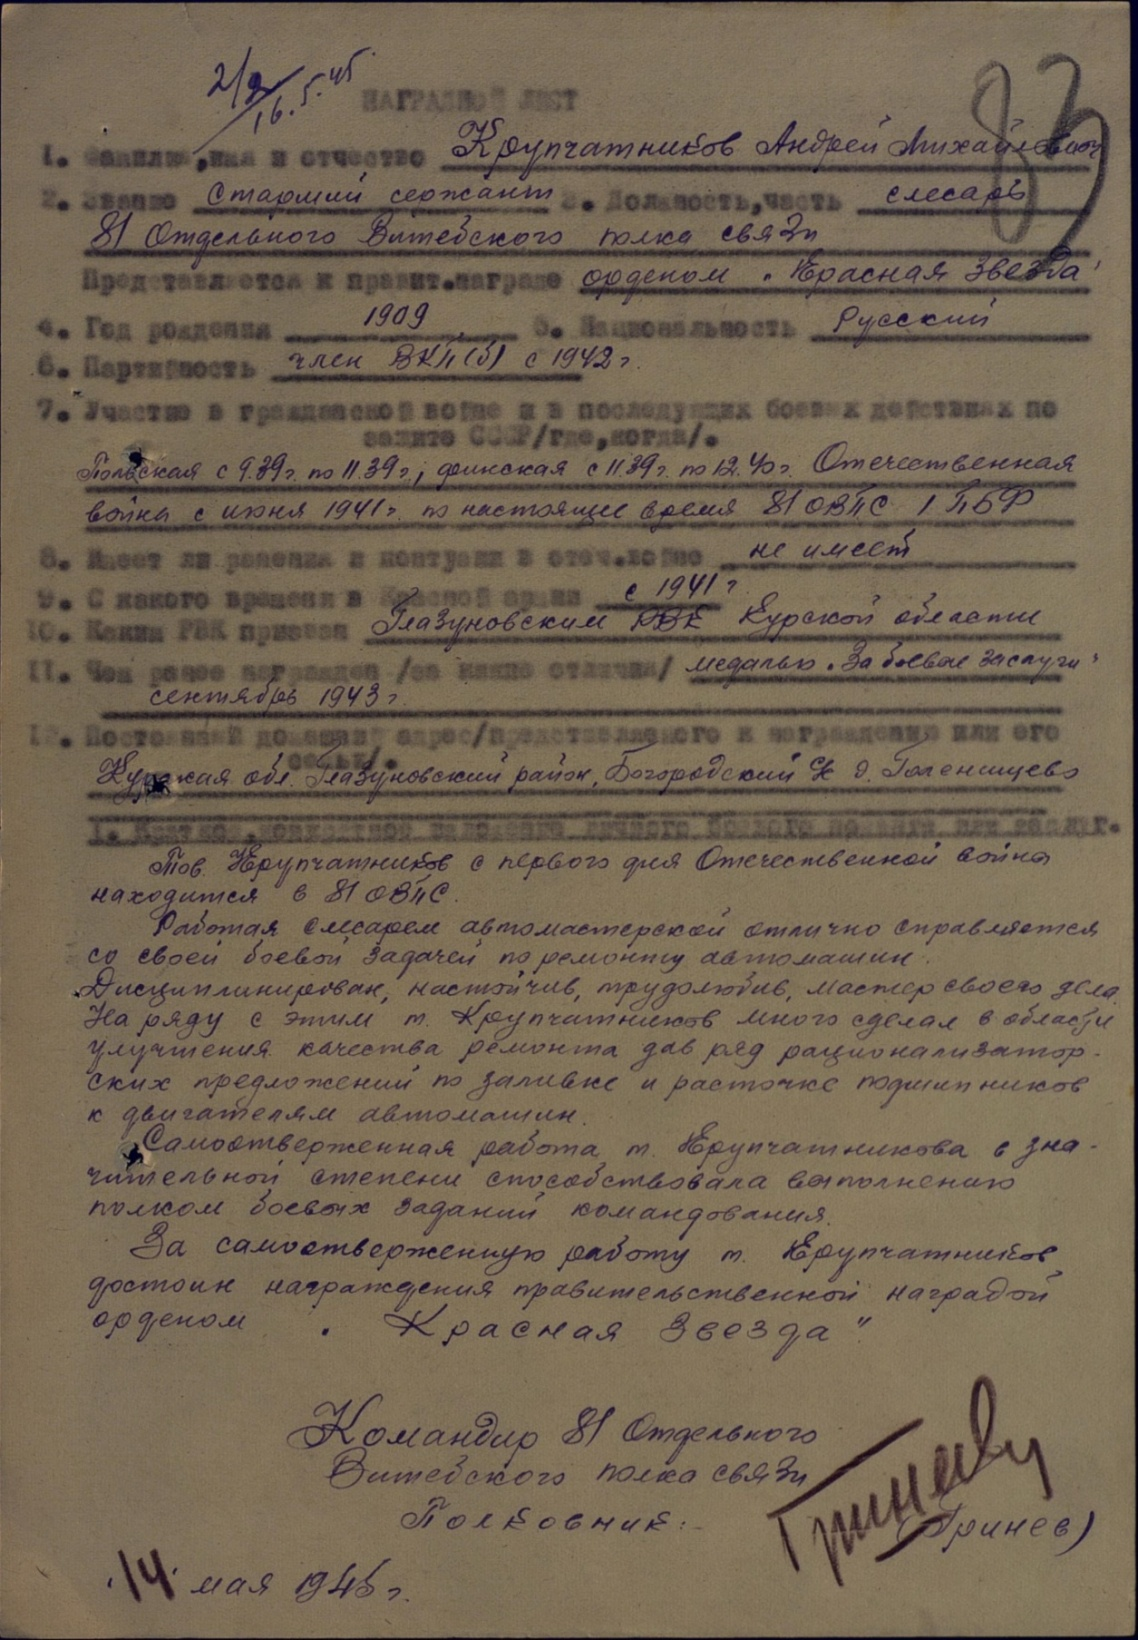 2/9
16.5.45
83
НАГРАДНОЙ ЛИСТ
1. Фамилия, имя и отчество Крупчатников Андрей Михайлович
2. Звание Старший сержант 3. Должность, часть слесарь
81 Отдельного Витебского полка связи
Представляется к правит. награде орденом "Красная звезда"
4. Год рождения 1909 5. Национальность Русский
6. Партийность член ВКП(б) с 1942 г.
7. Участие в гражданской войне и в последующих боевых действиях по
защите СССР/где, когда/.
Польская с 9.39 г. по 11.39 г., финская с 11.39 г. по 12.40 г. Отечественная
война с июня 1941 г. по настоящее время 81 ОВПС 1 ПБФ
8. Имеет ли ранения и контузии в отеч. войне не имеет
9. С какого времени в Красной армии с 1941 г.
10. Каким РВК призван Глазуновским РВК Курской области
11. Чем ранее награжден /за какие отличия/ медалью "За боевые заслуги"
сентябрь 1943 г.
12. Постоянный домашний адрес/представляемого к награждению или его
семьи/.
Курская обл. Глазуновский район, Богородский с/с д. Голенищево
1. Краткое, конкретное изложение личного боевого подвига или заслуг.
Тов. Крупчатников с первого дня Отечественной война
находится в 81 ОВПС.
Работая слесарем автомастерской отлично справляется
со своей боевой задачей по ремонту автомашин.
Дисциплинирован, настойчив, трудолюбив, мастер своего дела.
На ряду с этим т. Крупчатников много сделал в области
улучшения качества ремонта дав ряд рационализатор-
ских предложений по заливке и расточке подшипников
к двигателям автомашин.
Самоотверженная работа т. Крупчатникова в зна-
чительной степени способствовала выполнению
полком боевых заданий командования.
За самоотверженную работу т. Крупчатников
достоин награждения правительственной наградой
орденом "Красная Звезда".
Командир 81 Отдельного
Витебского полка связи
Полковник:-
(Гринев)
"14" мая 1945 г.